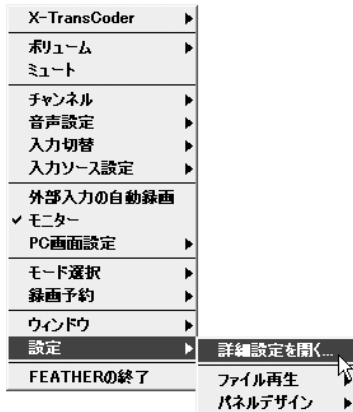 X-TransCoder
ボリューム
ミュート
チャンネル
音声設定
入力切替
入力ソース設定
外部入力の自動録画
モニター
PC画面設定
モード選択
録画予約
ウィンドウ
設定
FEATHERの終了
詳細設定を開く...
ファイル再生
パネルデザイン